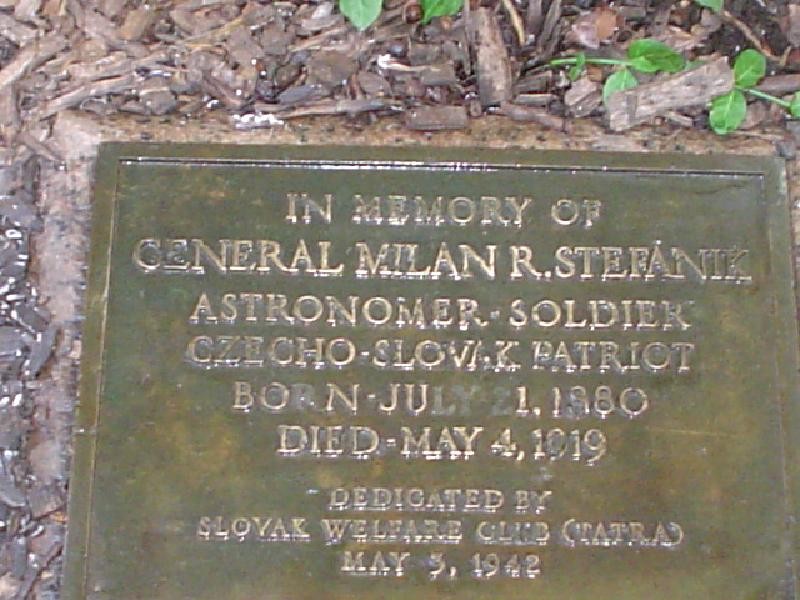 IN MEMORY OF
GENERAL MILAN R. STEFANIK
ASTRONOMER-SOLDIER
CZECHO-SLOVAK PATRIOT
BORN-JULY 21, 1880
DIED-MAY 4, 1919
DEDICATED BY
SLOVAK WELFARE CLUB (TATRA)
MAY 3, 1942